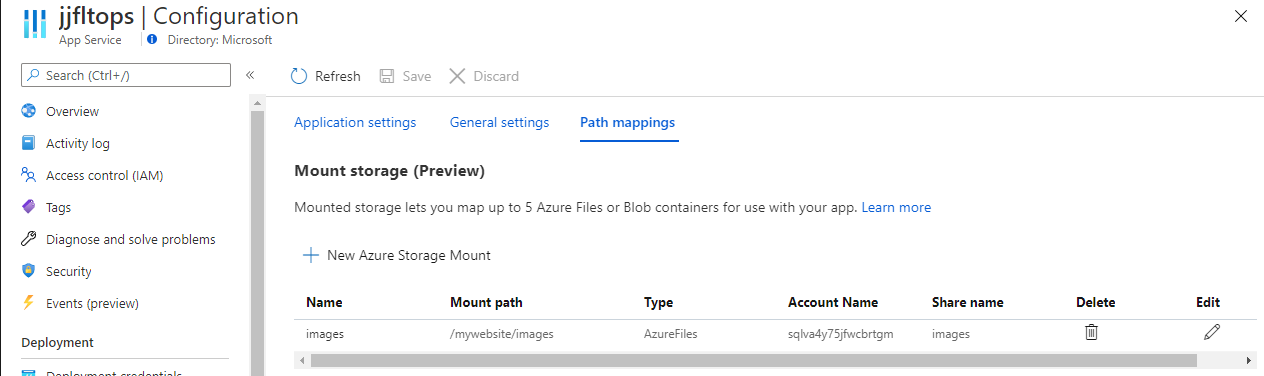 jjfltops | Configuration
App Service
Directory: Microsoft
Search (Ctrl+/)
«
Overview
Activity log
Access control (IAM)
Tags
Diagnose and solve problems
Security
Events (preview)
Deployment
Deployment credentials
Refresh Save Discard
Application settings General settings Path mappings
Mount storage (Preview)
Mounted storage lets you map up to 5 Azure Files or Blob containers for use with your app. Learn more
New Azure Storage Mount
Name Mount path Type Account Name Share name Delete Edit
images /mywebsite/images AzureFiles sqlva4y75jfwcbrtgm images